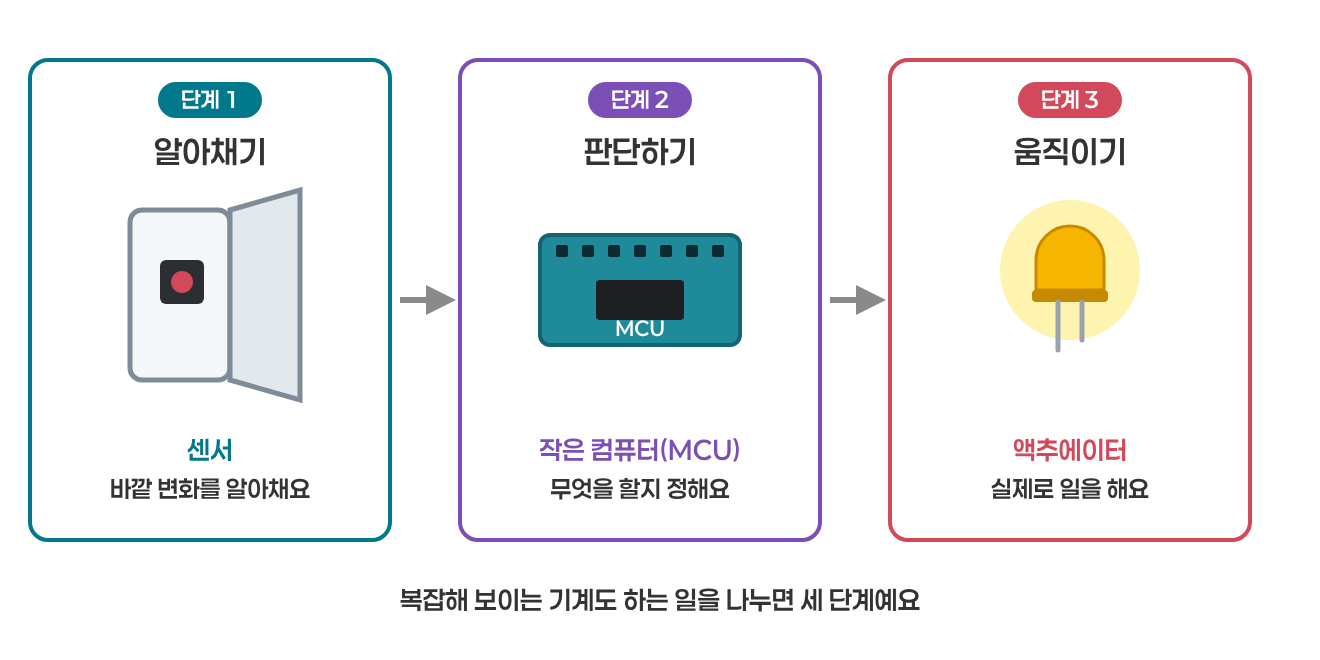 단계 1
알아채기
센서
바깥 변화를 알아채요
단계 2
판단하기
MCU
작은 컴퓨터(MCU)
무엇을 할지 정해요
단계 3
움직이기
액추에이터
실제로 일을 해요
복잡해 보이는 기계도 하는 일을 나누면 세 단계예요